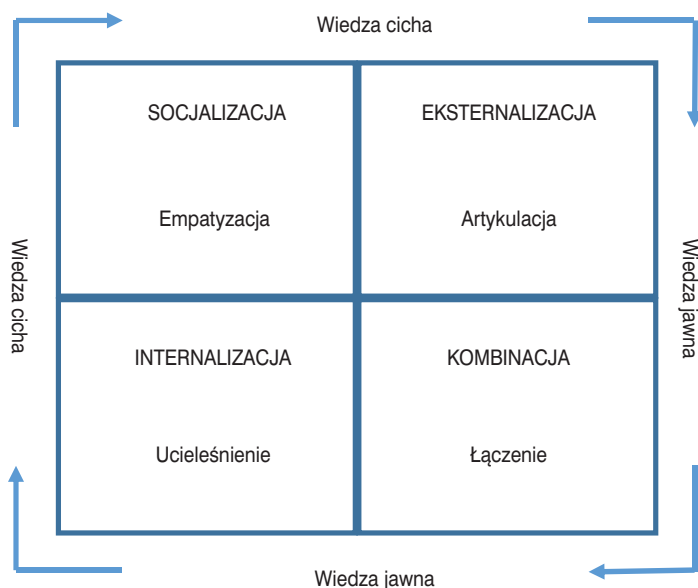 Wiedza cicha
SOCJALIZACJA
EKSTERNALIZACJA
Empatyzacja
Artykulacja
Wiedza cicha
Wiedza jawna
INTERNALIZACJA
KOMBINACJA
Ucieleśnienie
Łączenie
Wiedza jawna